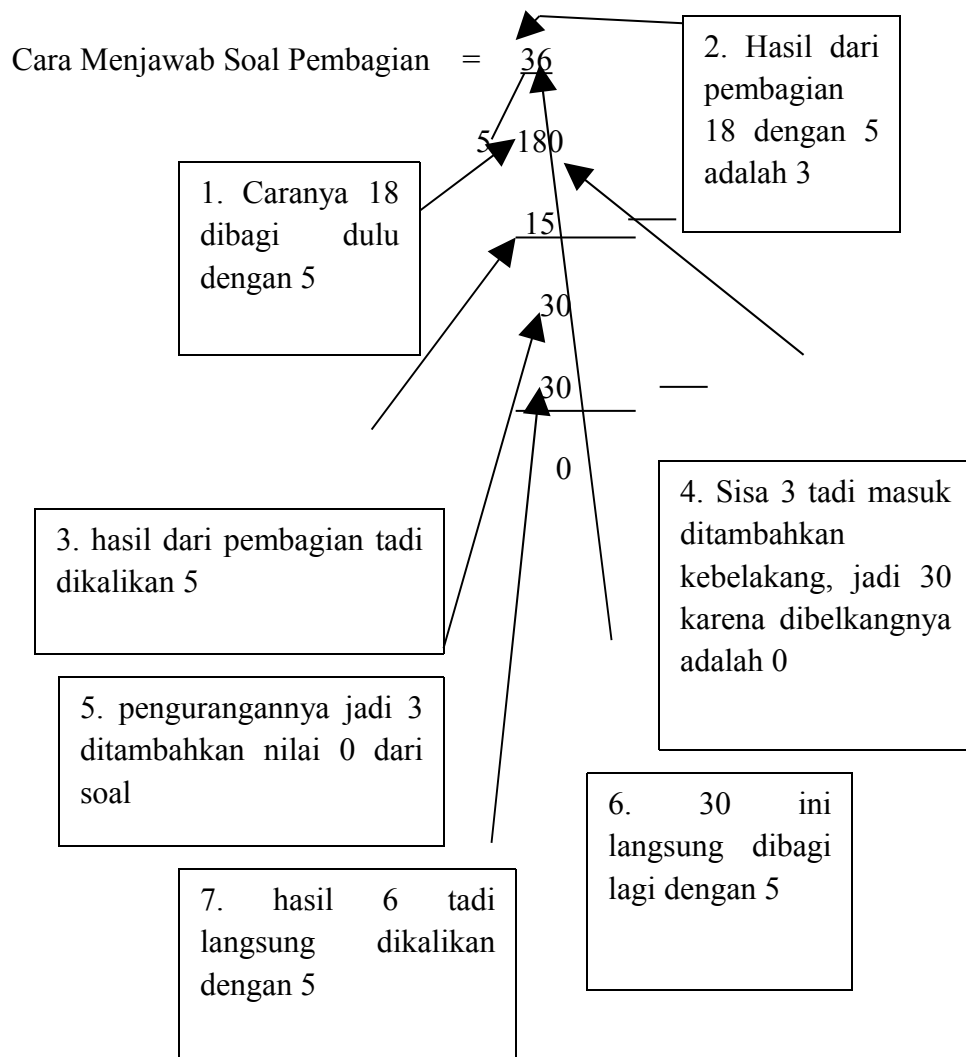 Cara Menjawab Soal Pembagian = 36
5 180
15
30
30
0
1. Caranya 18
dibagi dulu
dengan 5
2. Hasil dari
pembagian
18 dengan 5
adalah 3
3. hasil dari pembagian tadi
dikalikan 5
4. Sisa 3 tadi masuk
ditambahkan
kebelakang, jadi 30
karena dibelkangnya
adalah 0
5. pengurangannya jadi 3
ditambahkan nilai 0 dari
soal
6. 30 ini
langsung dibagi
lagi dengan 5
7. hasil 6 tadi
langsung dikalikan
dengan 5